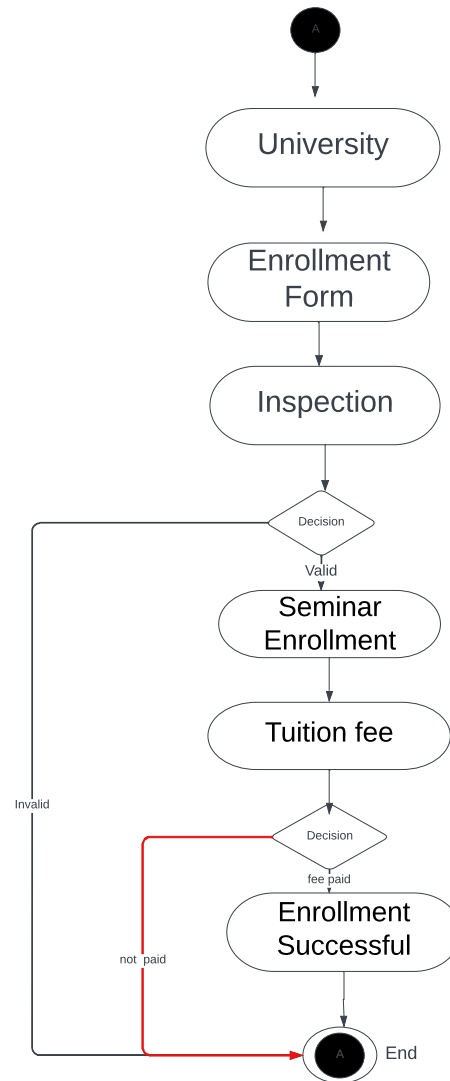 A
University
Enrollment
Form
Inspection
Decision
Valid
Seminar
Enrollment
Tuition fee
Invalid
Decision
fee paid
Enrollment
Successful
not paid
A
End